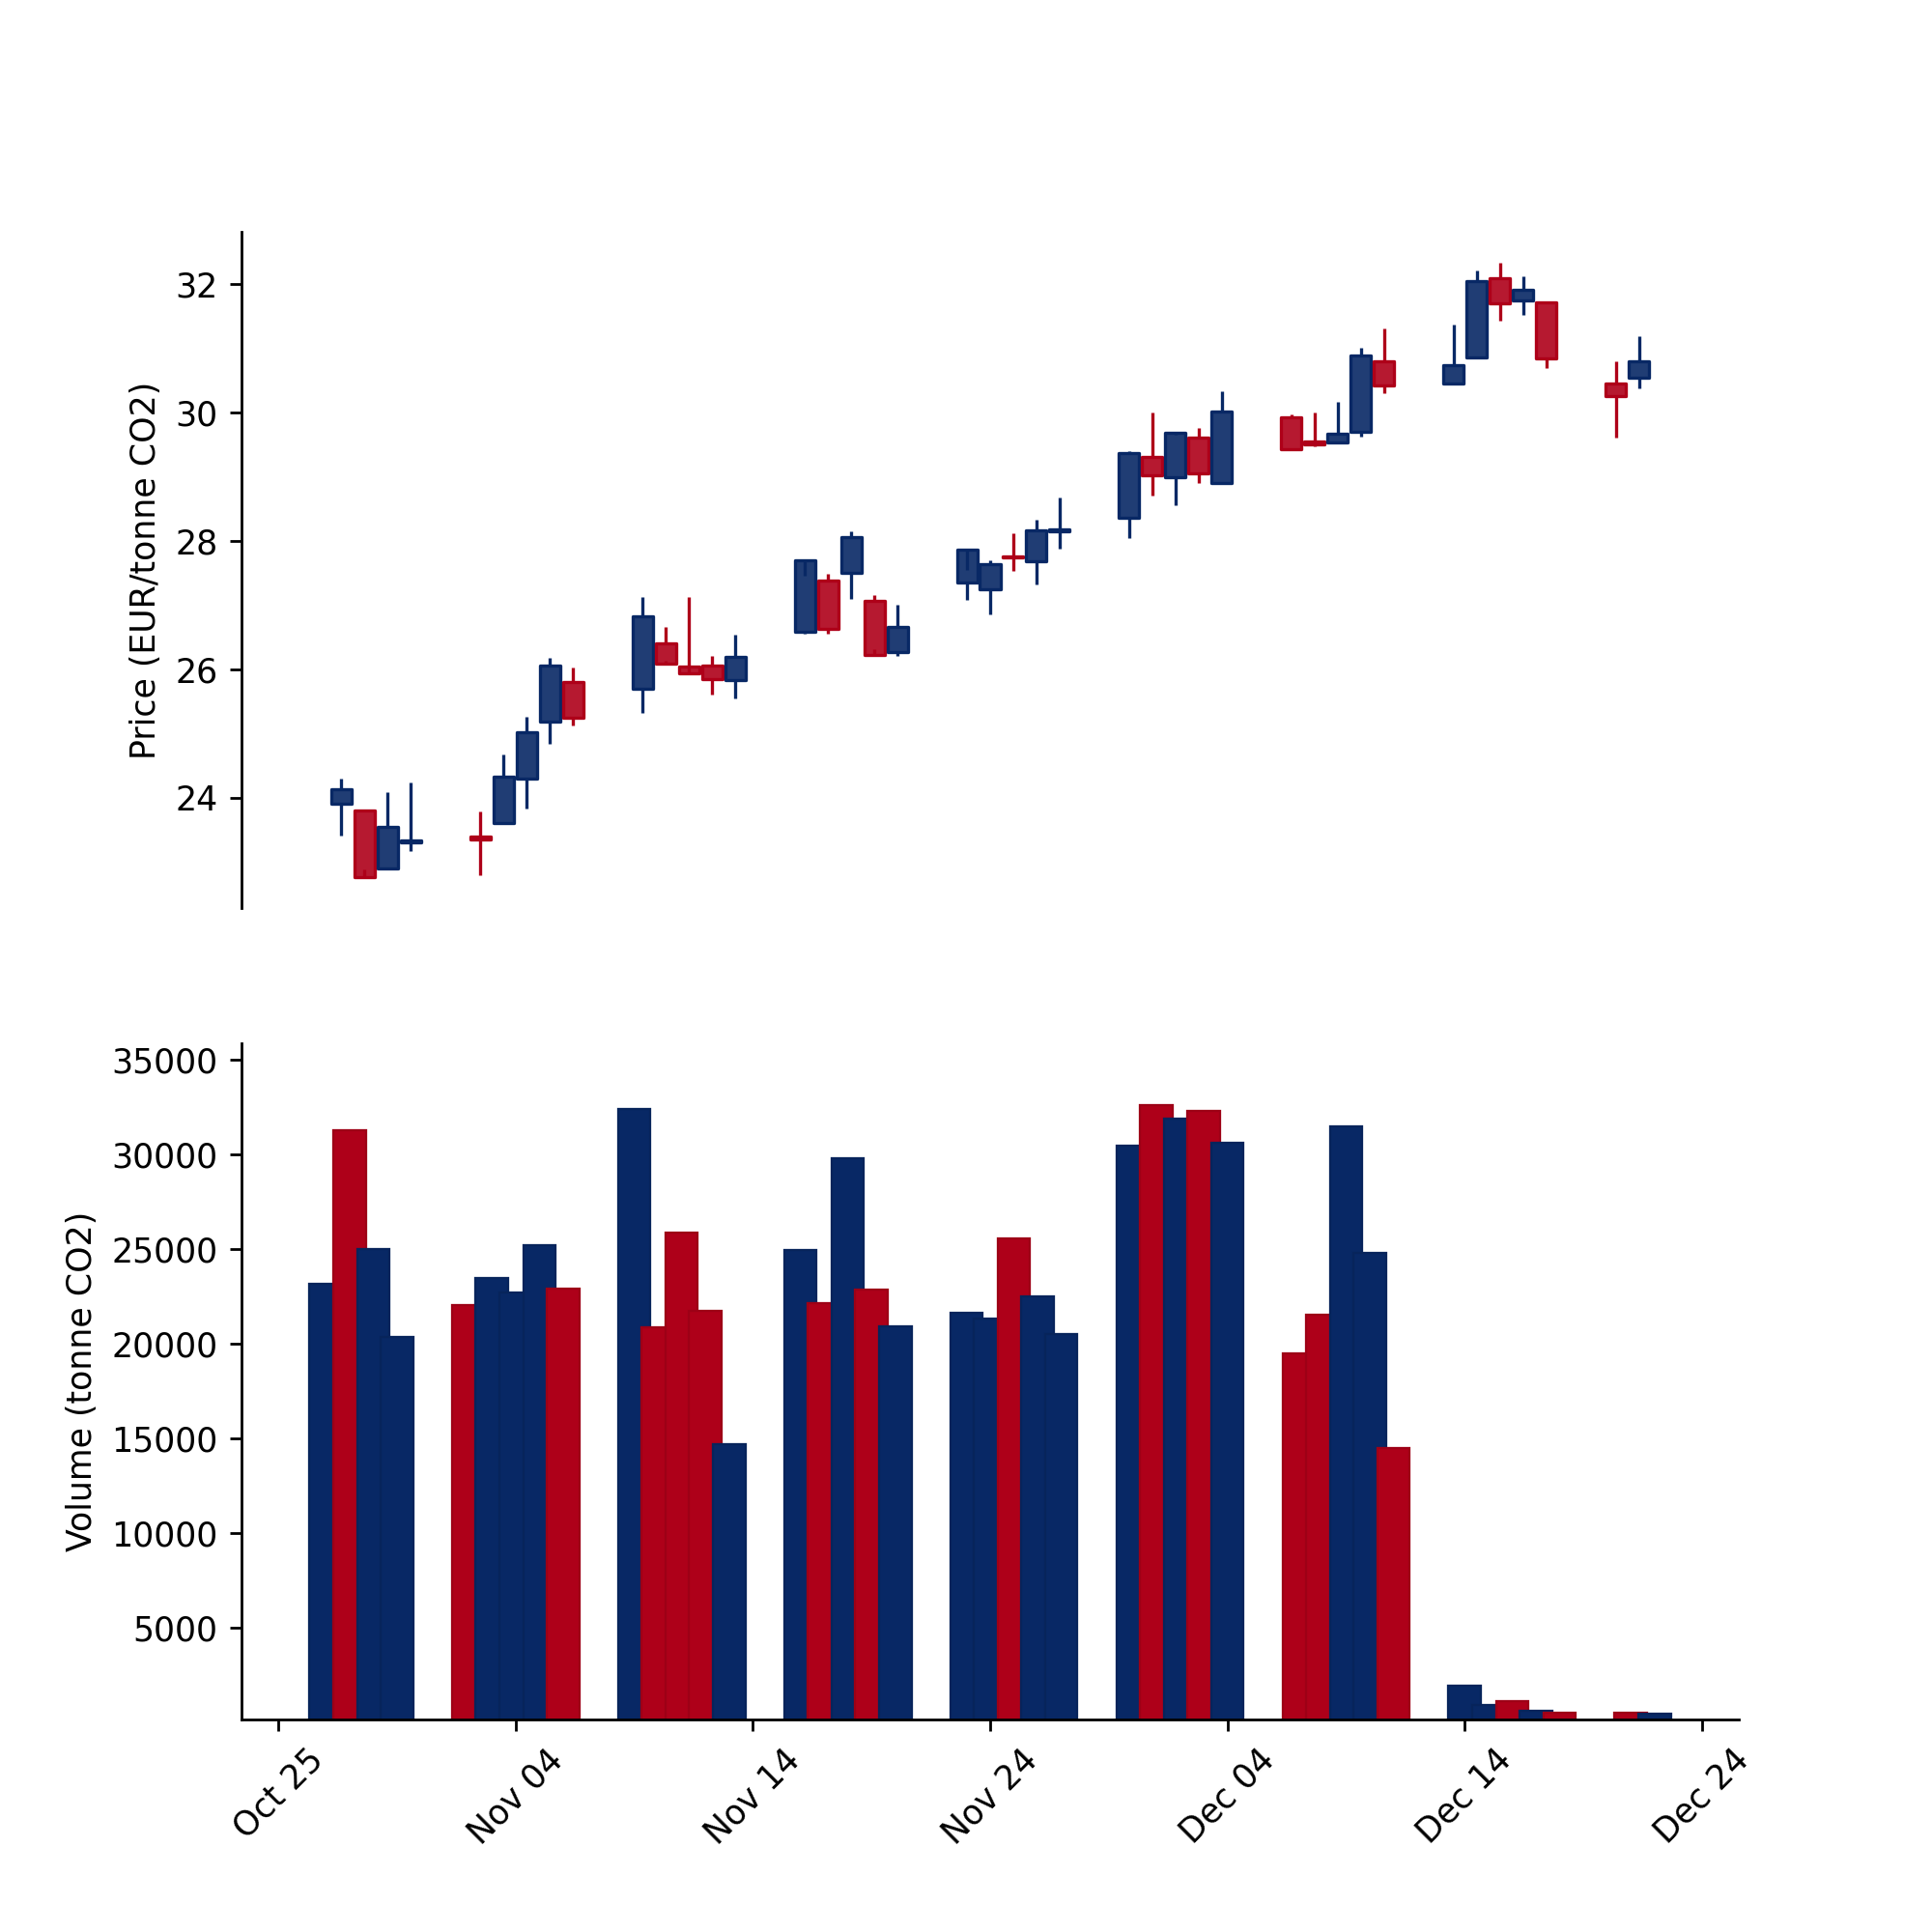 32
30
28
26
24
Price (EUR/tonne CO2)
35000
30000
25000
20000
15000
10000
5000
Volume (tonne CO2)
Oct 25
Nov 04
Nov 14
Nov 24
Dec 04
Dec 14
Dec 24